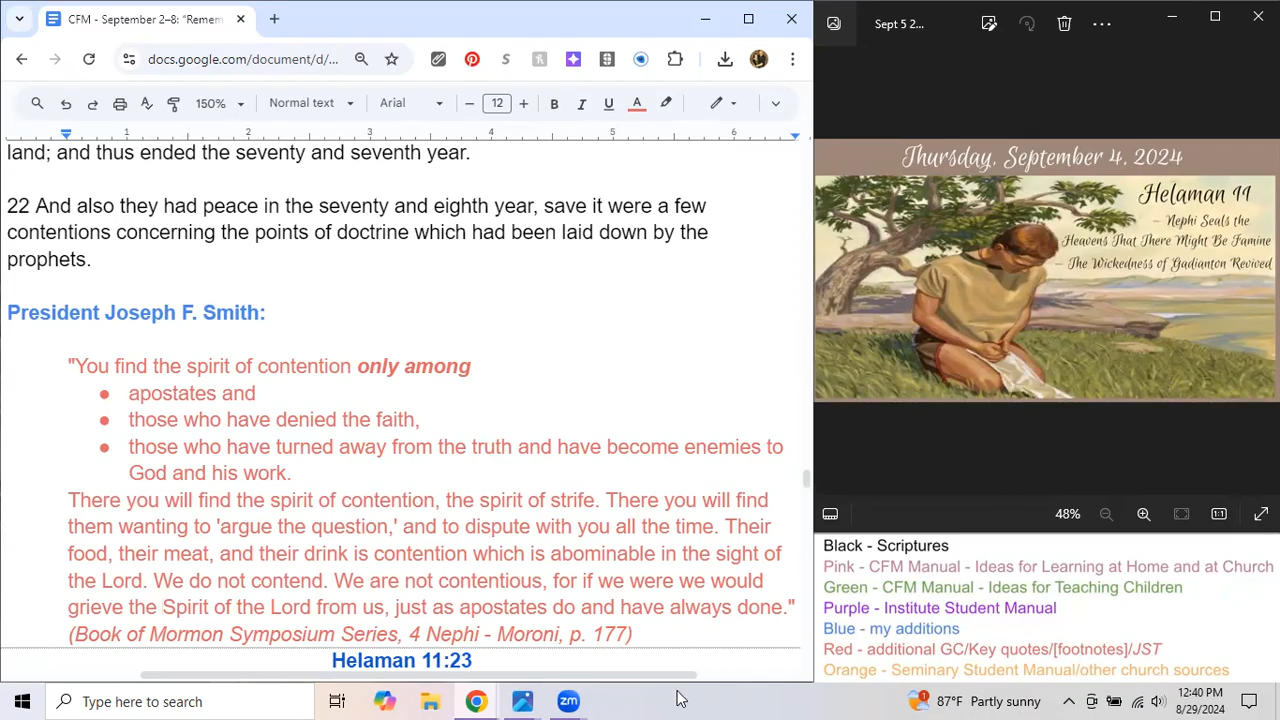 CFM - September 2–8: “Remem
docs.google.com/document/d/...
150%
Normal text
Arial
12
B
I
U
A
1
2
3
4
5
6
land; and thus ended the seventy and seventh year.
22 And also they had peace in the seventy and eighth year, save it were a few
contentions concerning the points of doctrine which had been laid down by the
prophets.
President Joseph F. Smith:
"You find the spirit of contention only among
● apostates and
● those who have denied the faith,
● those who have turned away from the truth and have become enemies to
God and his work.
There you will find the spirit of contention, the spirit of strife. There you will find
them wanting to 'argue the question,' and to dispute with you all the time. Their
food, their meat, and their drink is contention which is abominable in the sight of
the Lord. We do not contend. We are not contentious, for if we were we would
grieve the Spirit of the Lord from us, just as apostates do and have always done."
(Book of Mormon Symposium Series, 4 Nephi - Moroni, p. 177)
Helaman 11:23
Sept 5 2...
Thursday, September 4, 2024
Helaman 11
– Nephi Seals the
Heavens That There Might Be Famine
– The Wickedness of Gadianton Revived
48%
1:1
Black - Scriptures
Pink - CFM Manual - Ideas for Learning at Home and at Church
Green - CFM Manual - Ideas for Teaching Children
Purple - Institute Student Manual
Blue - my additions
Red - additional GC/Key quotes/[footnotes]/JST
Orange - Seminary Student Manual/other church sources
Type here to search
zm
1
87°F Partly sunny
12:40 PM
8/29/2024